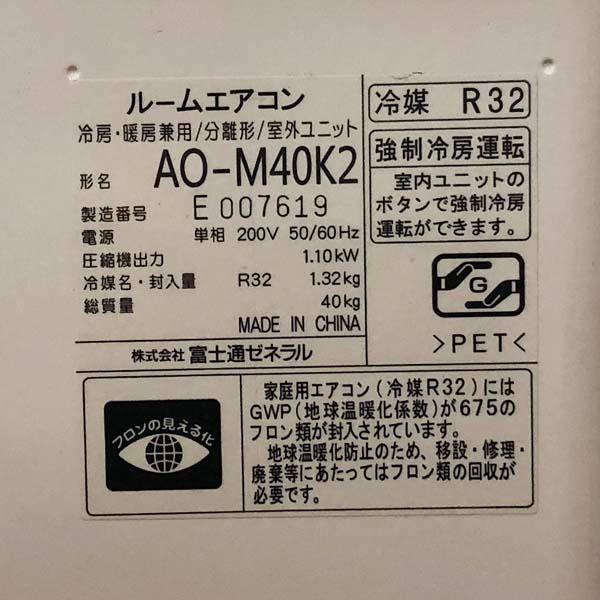 ルームエアコン
冷房・暖房兼用/分離形/室外ユニット
形名 AO-M40K2
製造番号 E 007619
電源 単相 200V 50/60Hz
圧縮機出力 1.10kW
冷媒名・封入量 R32 1.32kg
総質量 40kg
MADE IN CHINA
株式会社 富士通ゼネラル
冷媒 R32
強制冷房運転
室内ユニットの
ボタンで強制冷房
運転ができます。
G
>PET<
フロンの見える化
家庭用エアコン(冷媒R32)には
GWP(地球温暖化係数)が675の
フロン類が封入されています。
地球温暖化防止のため、移設・修理・
廃棄等にあたってはフロン類の回収が
必要です。